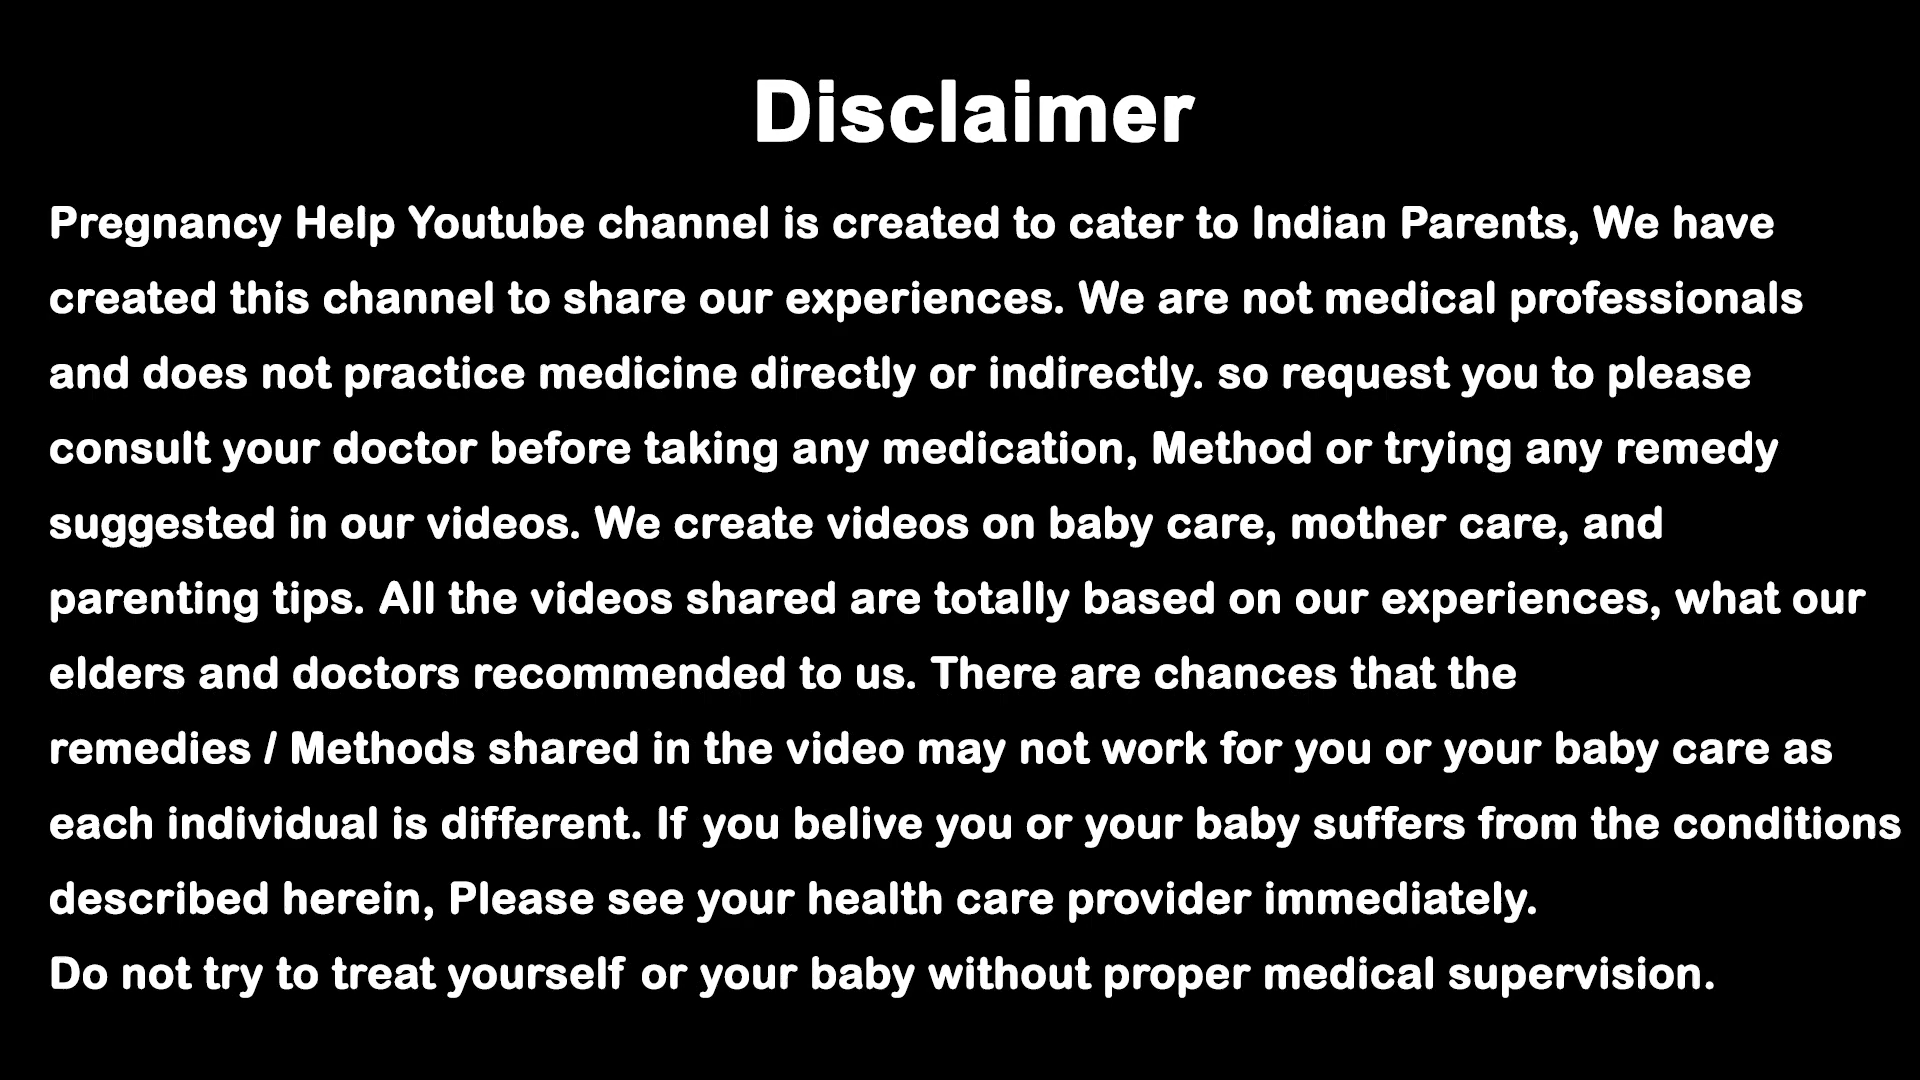 Disclaimer
Pregnancy Help Youtube channel is created to cater to Indian Parents, We have
created this channel to share our experiences. We are not medical professionals
and does not practice medicine directly or indirectly. so request you to please
consult your doctor before taking any medication, Method or trying any remedy
suggested in our videos. We create videos on baby care, mother care, and
parenting tips. All the videos shared are totally based on our experiences, what our
elders and doctors recommended to us. There are chances that the
remedies / Methods shared in the video may not work for you or your baby care as
each individual is different. If you belive you or your baby suffers from the conditions
described herein, Please see your health care provider immediately.
Do not try to treat yourself or your baby without proper medical supervision.